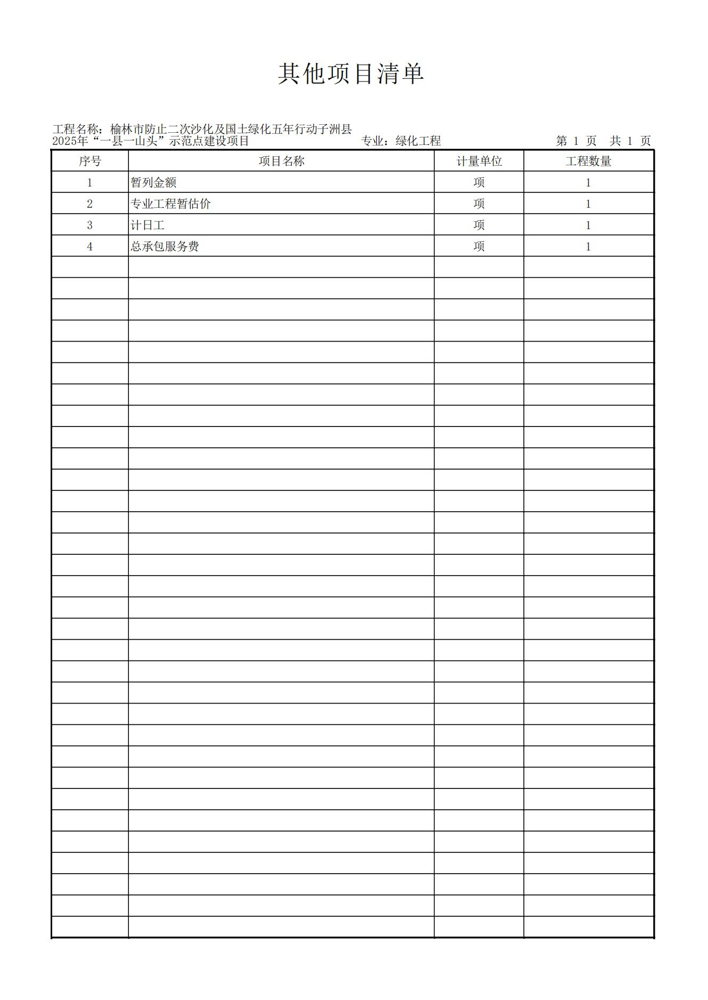 其他项目清单
工程名称：榆林市防止二次沙化及国土绿化五年行动子洲县
2025年“一县一山头”示范点建设项目 专业：绿化工程 第 1 页 共 1 页
序号 项目名称 计量单位 工程数量
1 暂列金额 项 1
2 专业工程暂估价 项 1
3 计日工 项 1
4 总承包服务费 项 1